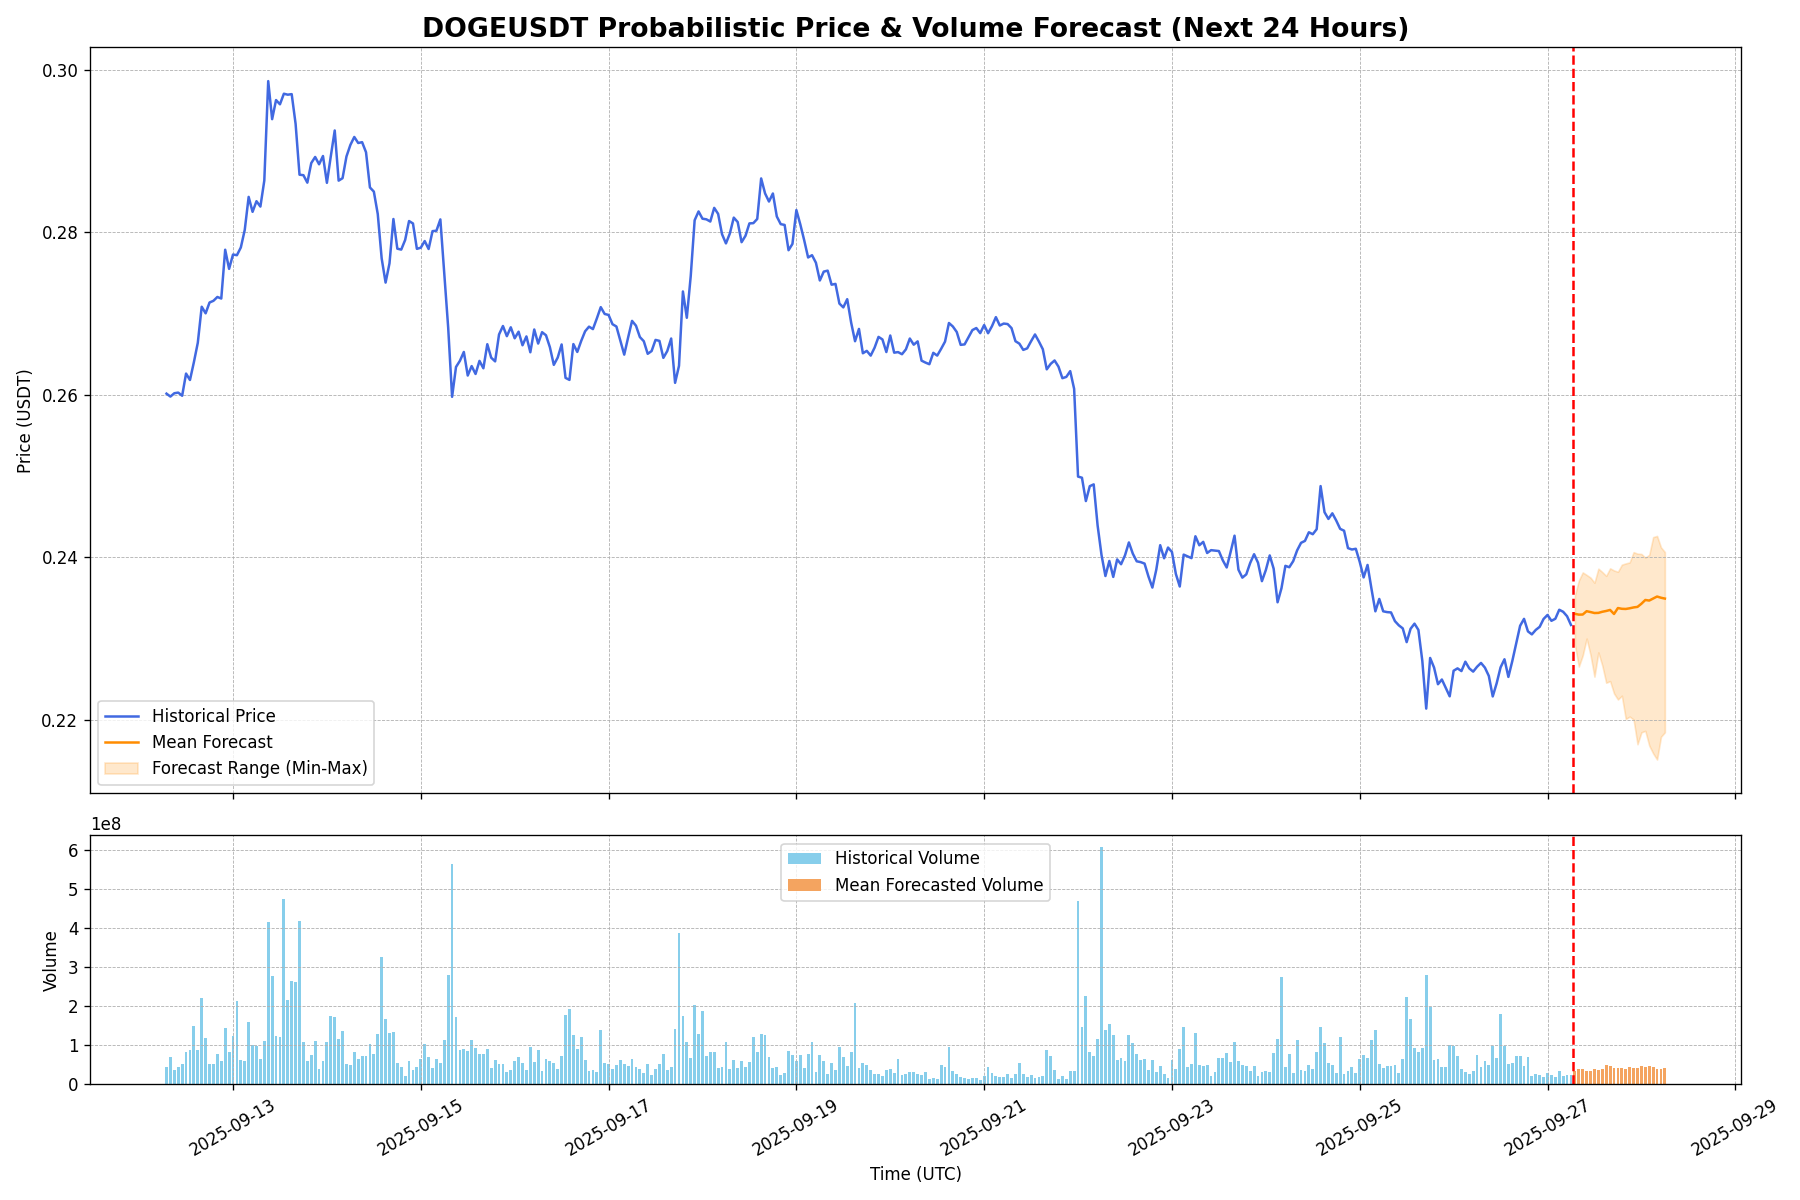 DOGEUSDT Probabilistic Price & Volume Forecast (Next 24 Hours)
0.30
0.28
0.26
0.24
0.22
Price (USDT)
Historical Price
Mean Forecast
Forecast Range (Min-Max)
1e8
6
5
4
3
2
1
0
Volume
Historical Volume
Mean Forecasted Volume
2025-09-13
2025-09-15
2025-09-17
2025-09-19
2025-09-21
2025-09-23
2025-09-25
2025-09-27
2025-09-29
Time (UTC)